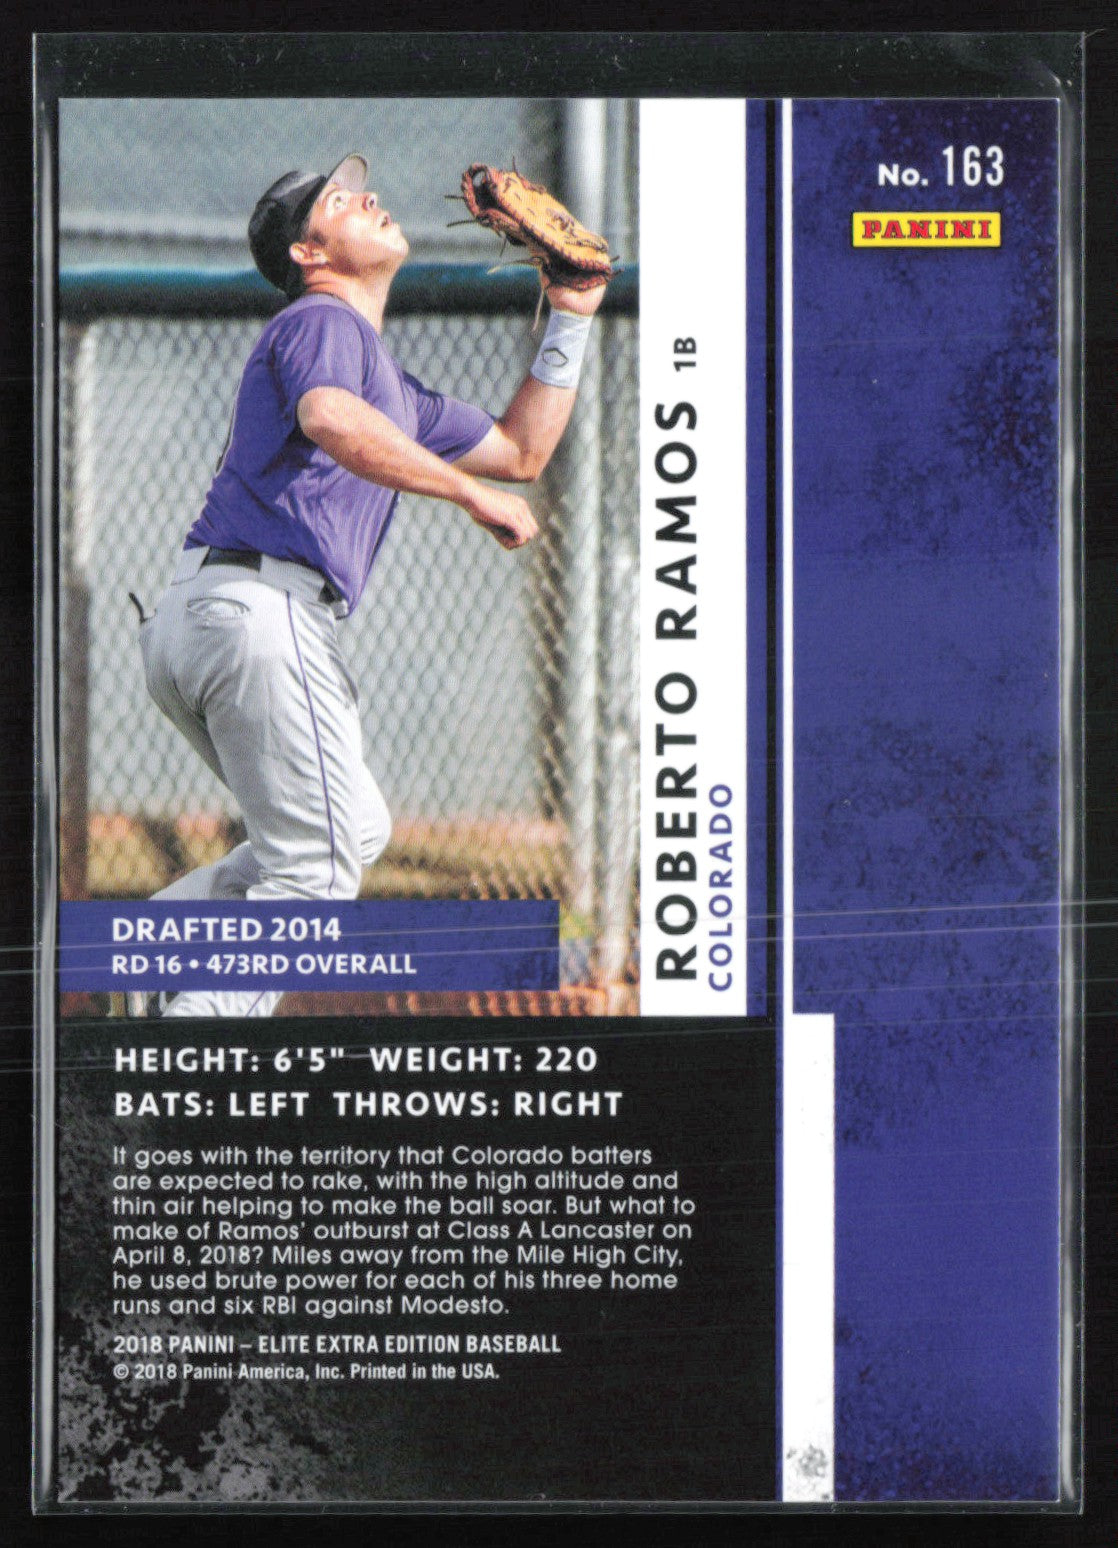 No. 163
PANINI
ROBERTO RAMOS 1B
COLORADO
DRAFTED 2014
RD 16 • 473RD OVERALL
HEIGHT: 6'5" WEIGHT: 220
BATS: LEFT THROWS: RIGHT
It goes with the territory that Colorado batters
are expected to rake, with the high altitude and
thin air helping to make the ball soar. But what to
make of Ramos' outburst at Class A Lancaster on
April 8, 2018? Miles away from the Mile High City,
he used brute power for each of his three home
runs and six RBI against Modesto.
2018 PANINI – ELITE EXTRA EDITION BASEBALL
© 2018 Panini America, Inc. Printed in the USA.